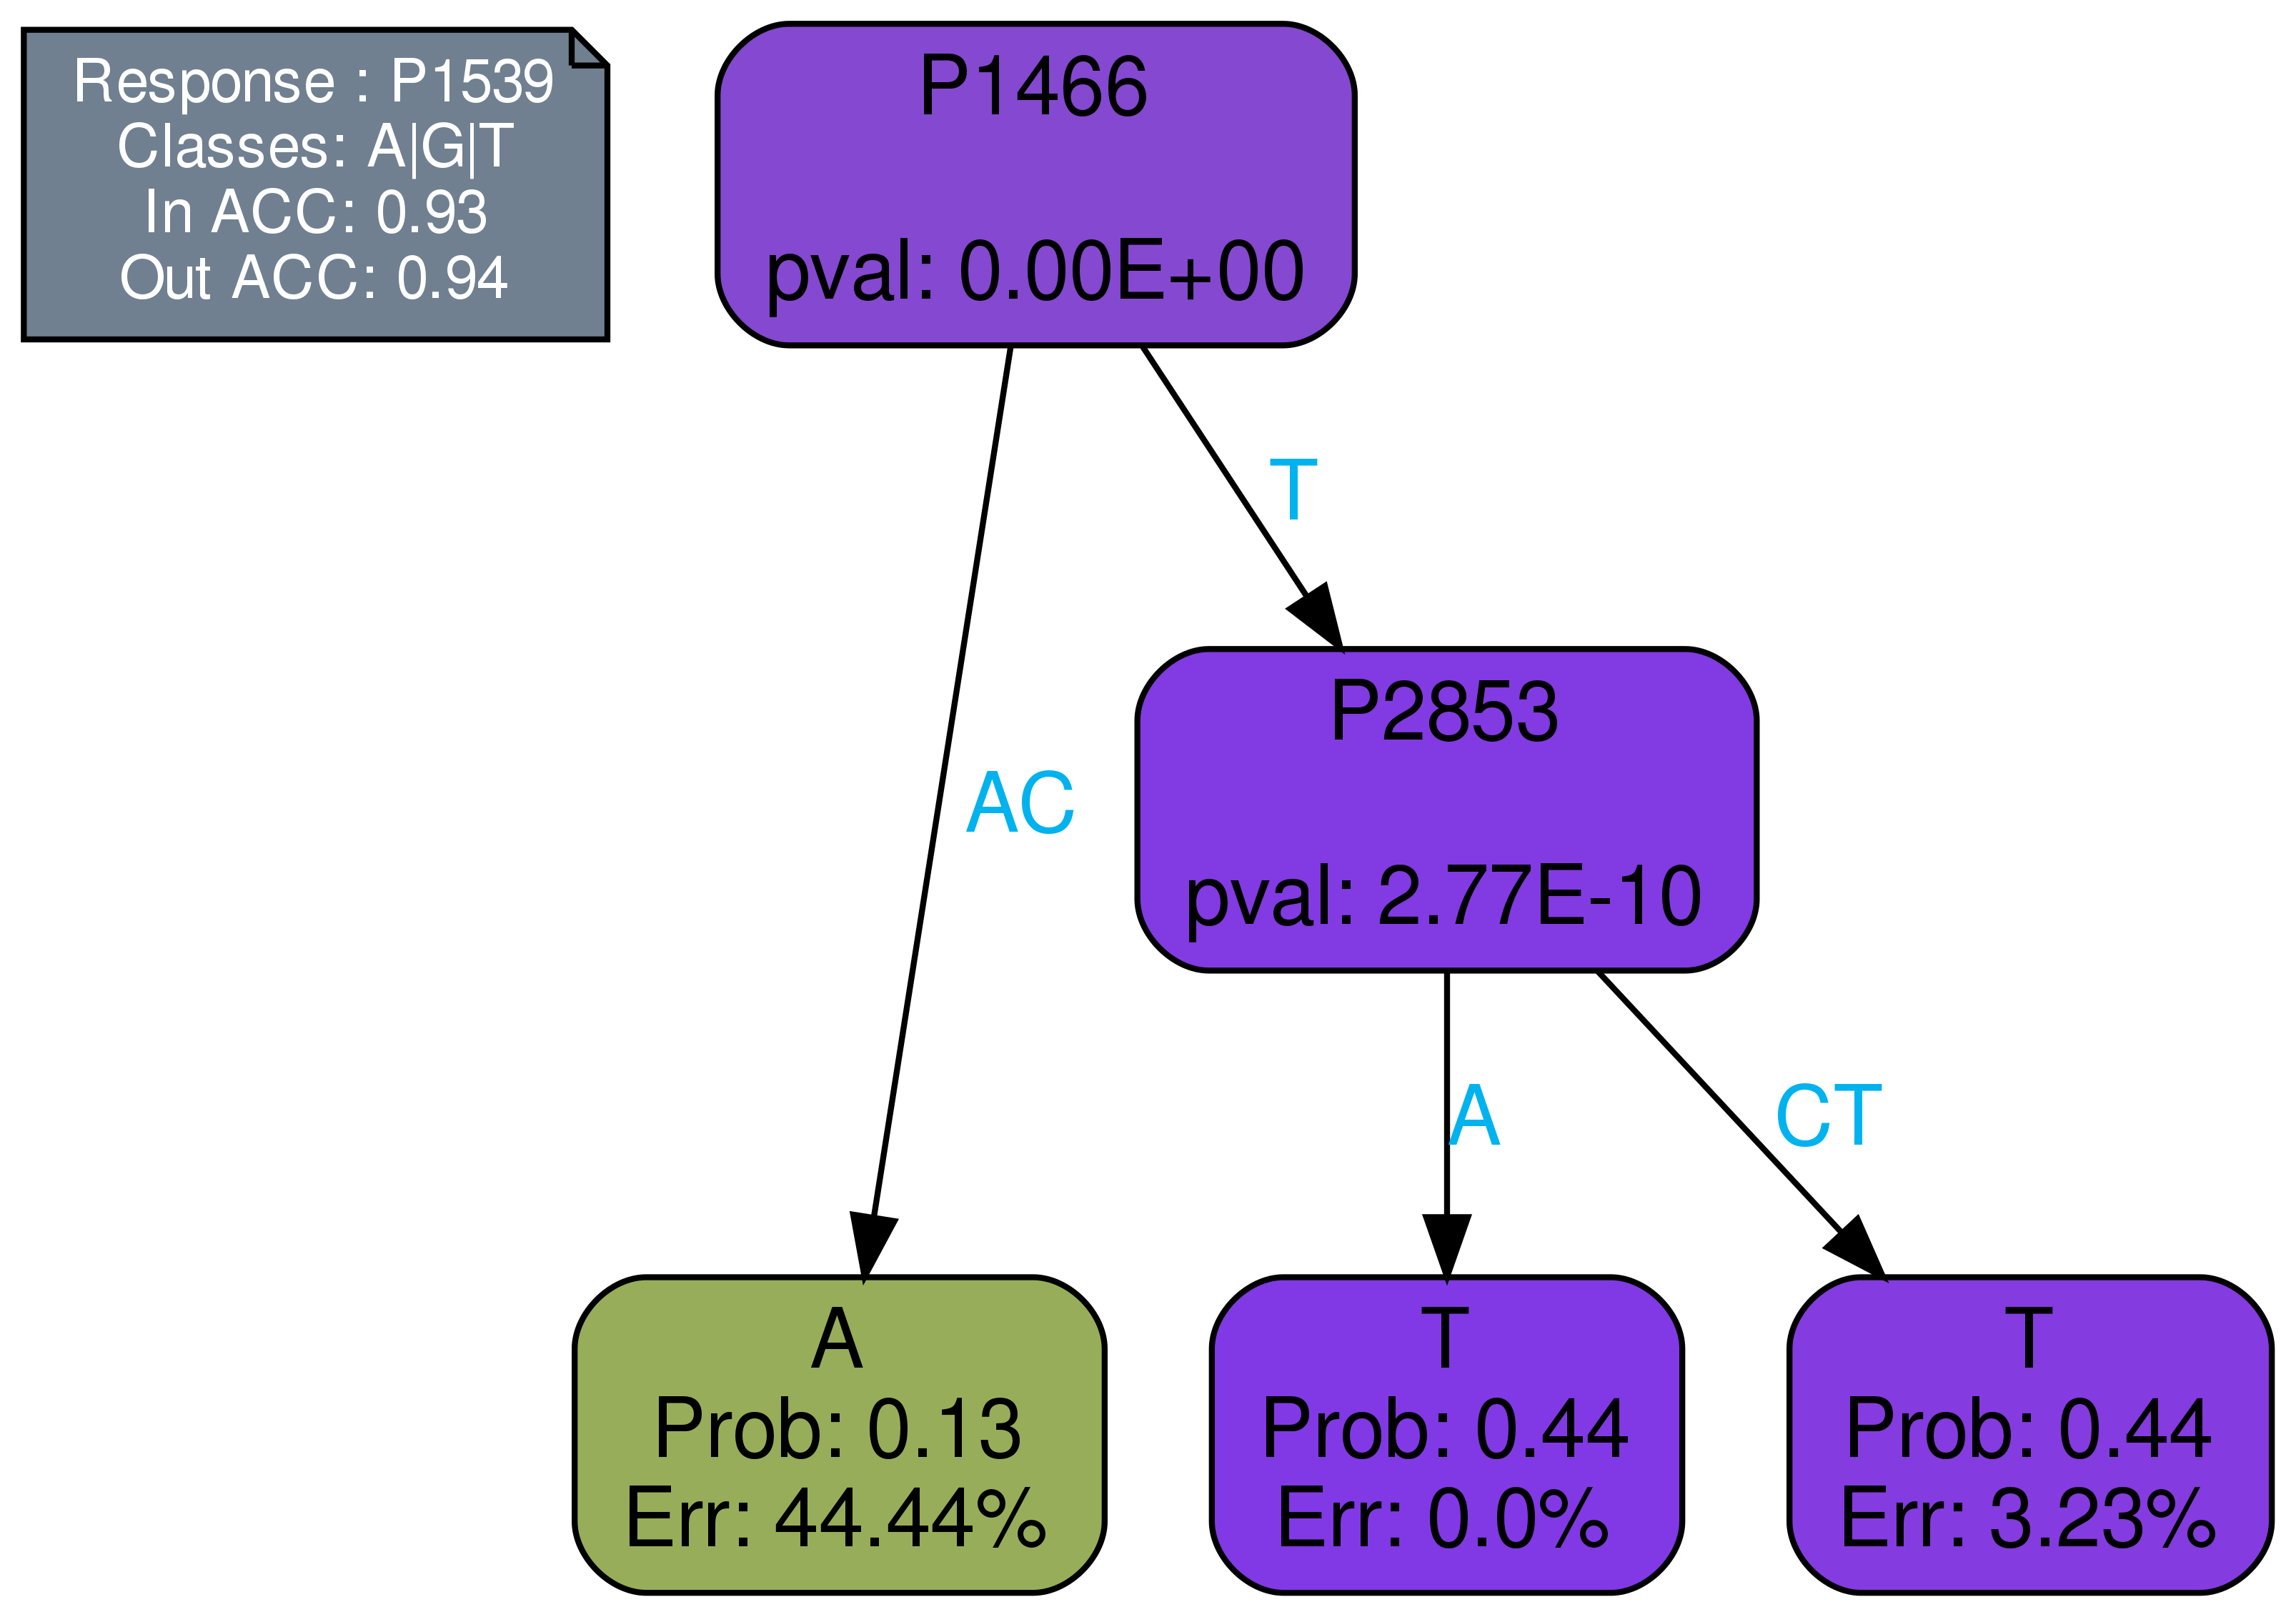 Response : P1539
Classes: A|G|T
In ACC: 0.93
Out ACC: 0.94
P1466
pval: 0.00E+00
T
P2853
pval: 2.77E-10
AC
A
CT
A
Prob: 0.13
Err: 44.44%
T
Prob: 0.44
Err: 0.0%
T
Prob: 0.44
Err: 3.23%